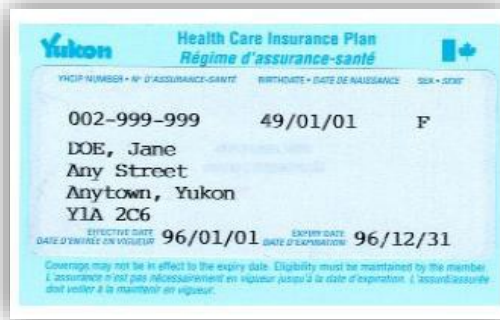 Yukon
Health Care Insurance Plan
Régime d'assurance-santé
YHCIP NUMBER • Nº D'ASSURANCE-SANTÉ BIRTHDATE • DATE DE NAISSANCE SEX • SEXE
002-999-999 49/01/01 F
DOE, Jane
Any Street
Anytown, Yukon
Y1A 2C6
EFFECTIVE DATE EXPIRY DATE
DATE D'ENTRÉE EN VIGUEUR 96/01/01 DATE D'EXPIRATION 96/12/31
Coverage may not be in effect to the expiry date. Eligibility must be maintained by the member.
L'assurance n'est pas nécessairement en vigueur jusqu'à la date d'expiration. L'assuré/assurée
doit veiller à la maintenir en vigueur.